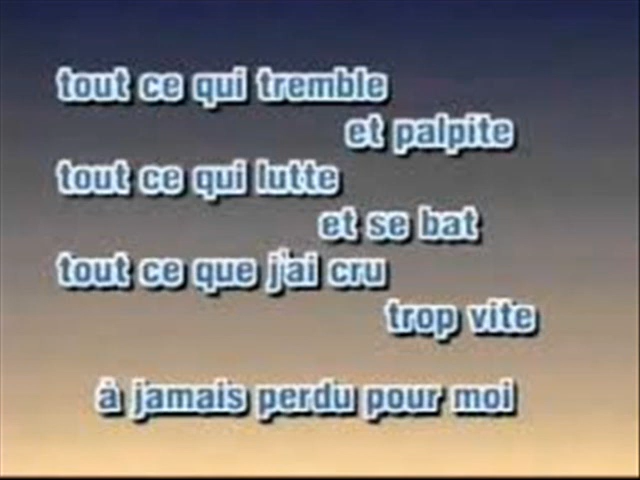 tout ce qui tremble
et palpite
tout ce qui lutte
et se bat
tout ce que j'ai cru
trop vite
à jamais perdu pour moi